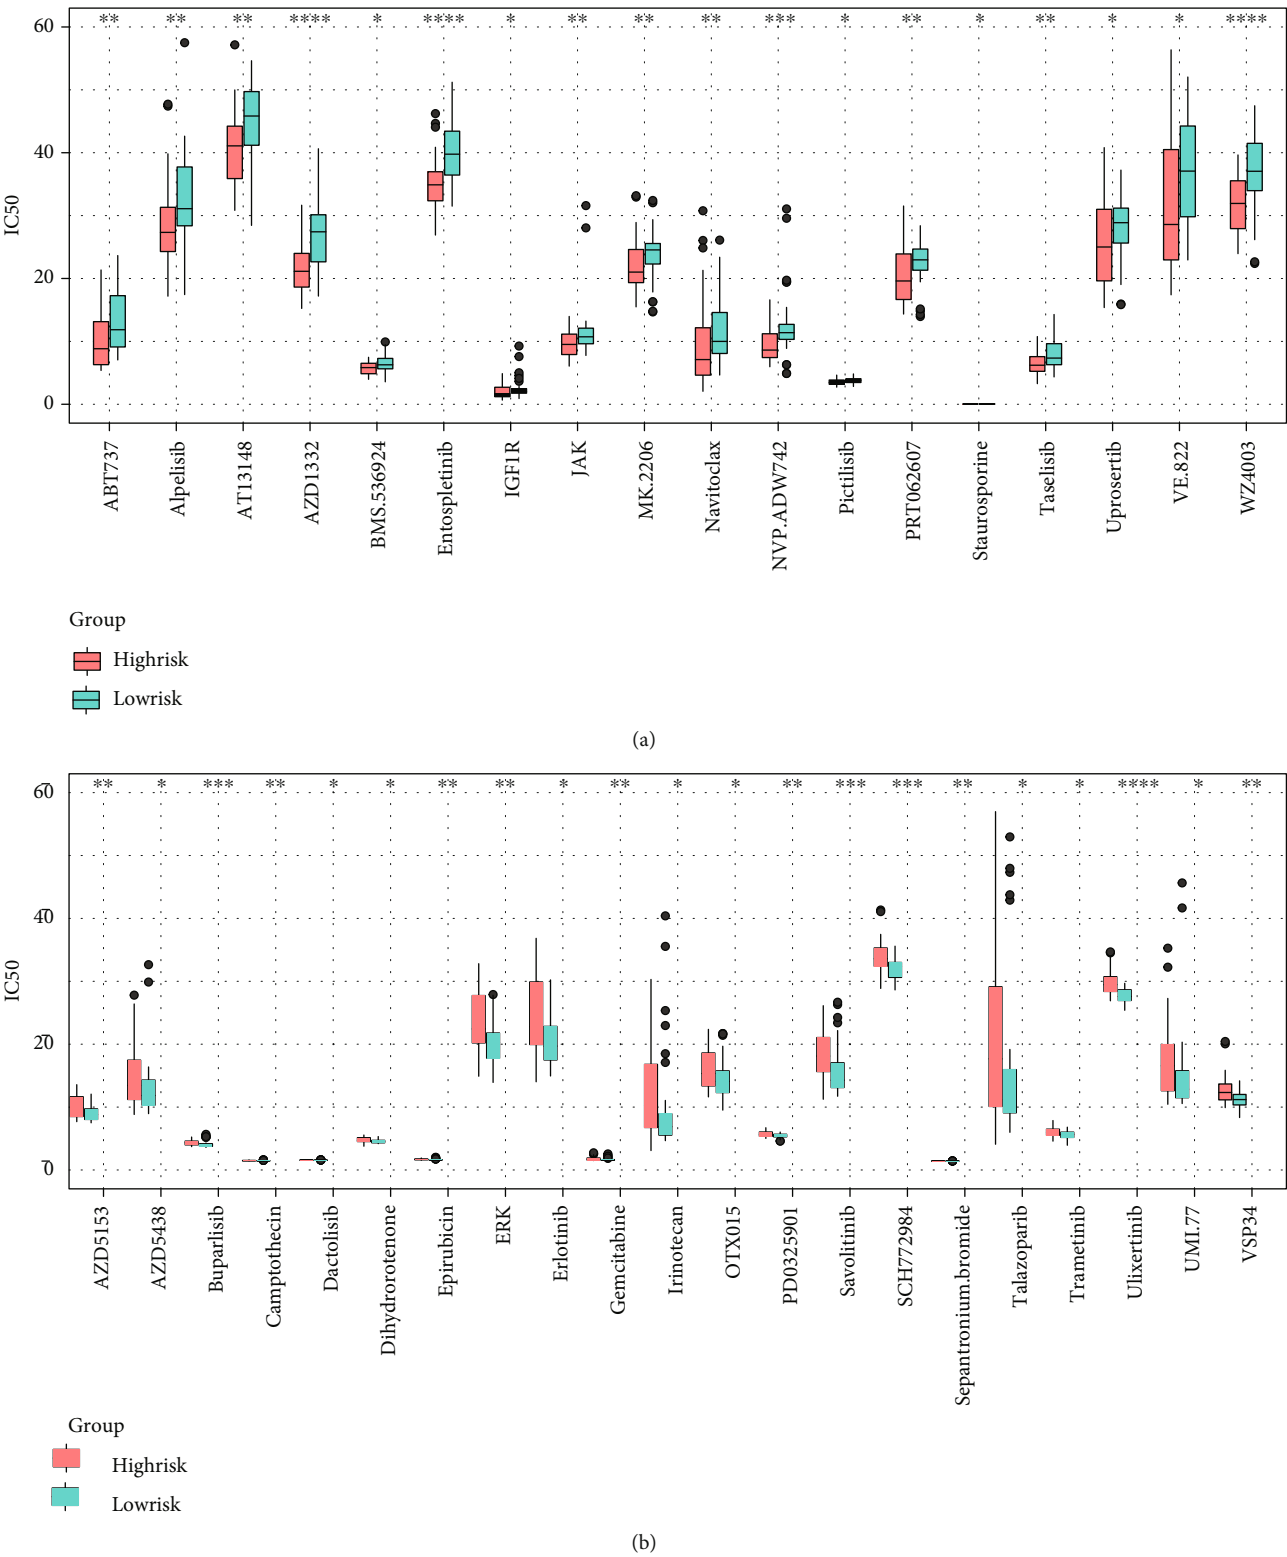 ** ** ** **** * **** * ** ** ** *** * ** * ** * * ****
60
40
20
0
IC50
ABT737
Alpelisib
AT13148
AZD1332
BMS.536924
Entospletinib
IGF1R
JAK
MK.2206
Navitoclax
NVP.ADW742
Pictilisib
PRT062607
Staurosporine
Taselisib
Uprosertib
VE.822
WZ4003
Group
Highrisk
Lowrisk
(a)
** * *** ** * * ** ** * ** * * ** *** *** ** * * **** * **
60
40
20
0
IC50
AZD5153
AZD5438
Buparlisib
Camptothecin
Dactolisib
Dihydrorotenone
Epirubicin
ERK
Erlotinib
Gemcitabine
Irinotecan
OTX015
PD0325901
Savolitinib
SCH772984
Sepantronium.bromide
Talazoparib
Trametinib
Ulixertinib
UMI.77
VSP34
Group
Highrisk
Lowrisk
(b)